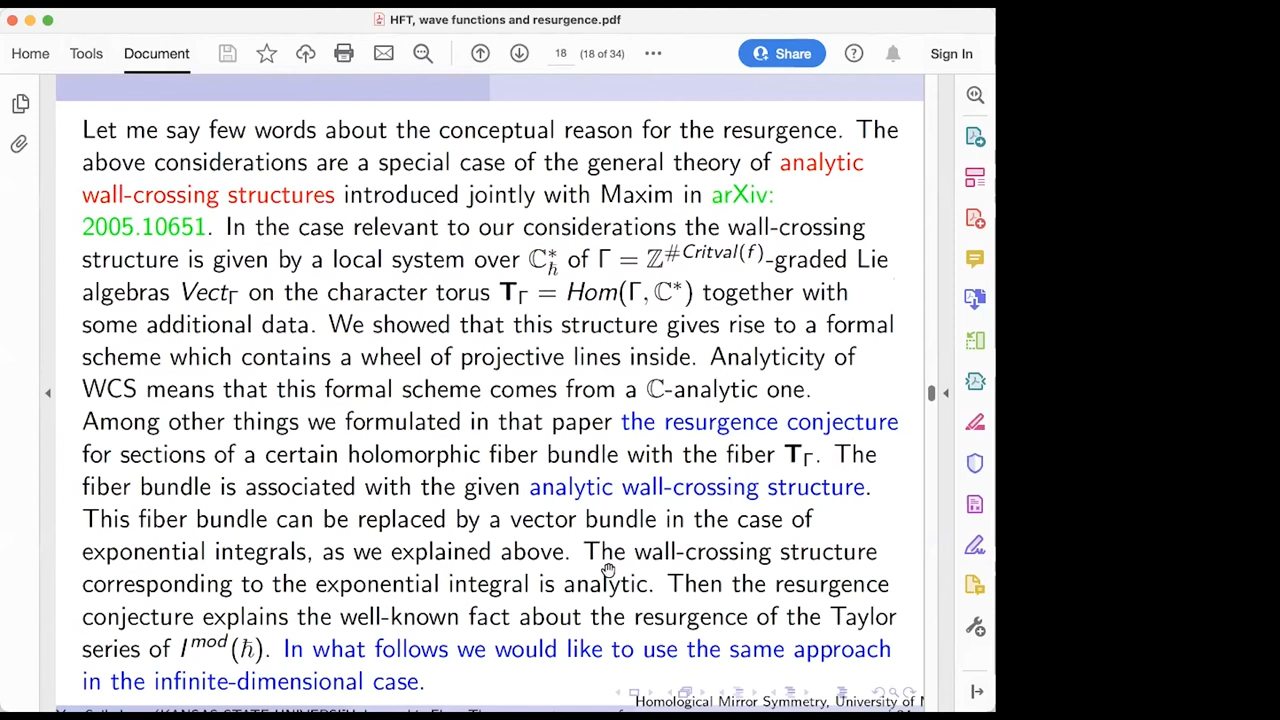 HFT, wave functions and resurgence.pdf
Home Tools Document 18 (18 of 34) Share Sign In
Let me say few words about the conceptual reason for the resurgence. The
above considerations are a special case of the general theory of analytic
wall-crossing structures introduced jointly with Maxim in arXiv:
2005.10651. In the case relevant to our considerations the wall-crossing
structure is given by a local system over ℂ*ℏ of Γ = ℤ^#Critval(f)-graded Lie
algebras Vect_Γ on the character torus T_Γ = Hom(Γ, ℂ*) together with
some additional data. We showed that this structure gives rise to a formal
scheme which contains a wheel of projective lines inside. Analyticity of
WCS means that this formal scheme comes from a ℂ-analytic one.
Among other things we formulated in that paper the resurgence conjecture
for sections of a certain holomorphic fiber bundle with the fiber T_Γ. The
fiber bundle is associated with the given analytic wall-crossing structure.
This fiber bundle can be replaced by a vector bundle in the case of
exponential integrals, as we explained above. The wall-crossing structure
corresponding to the exponential integral is analytic. Then the resurgence
conjecture explains the well-known fact about the resurgence of the Taylor
series of I^mod(ℏ). In what follows we would like to use the same approach
in the infinite-dimensional case.
Homological Mirror Symmetry, University of